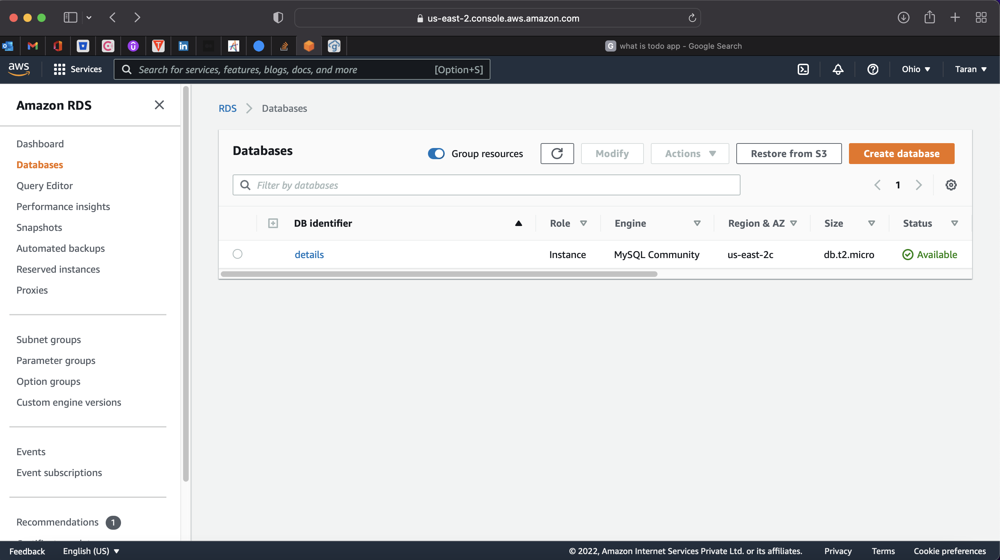 us-east-2.console.aws.amazon.com
G what is todo app - Google Search
aws Services Search for services, features, blogs, docs, and more [Option+S] Ohio Taran
Amazon RDS
Dashboard
Databases
Query Editor
Performance insights
Snapshots
Automated backups
Reserved instances
Proxies
Subnet groups
Parameter groups
Option groups
Custom engine versions
Events
Event subscriptions
Recommendations 1
RDS Databases
Databases Group resources Modify Actions Restore from S3 Create database
Filter by databases 1
DB identifier Role Engine Region & AZ Size Status
details Instance MySQL Community us-east-2c db.t2.micro Available
Feedback English (US) © 2022, Amazon Internet Services Private Ltd. or its affiliates. Privacy Terms Cookie preferences